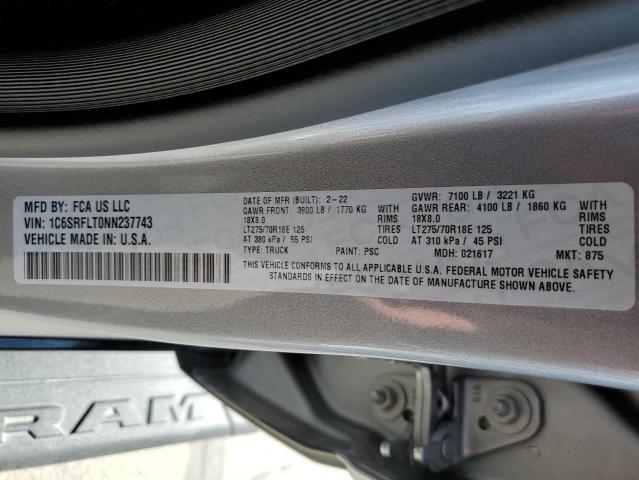 MFD BY: FCA US LLC
VIN: 1C6SRFLT0NN237743
VEHICLE MADE IN U.S.A.
DATE OF MFR (BUILT): 2-22
GAWR FRONT: 3900 LB / 1770 KG
18X8.0
LT275/70R18E 125
AT 380 kPa / 55 PSI
TYPE: TRUCK
RIMS
TIRES
COLD
PAINT: PSC
GVWR: 7100 LB / 3221 KG
GAWR REAR: 4100 LB / 1860 KG
18X8.0
LT275/70R18E 125
AT 310 kPa / 45 PSI
MDH: 021617
RIMS
TIRES
COLD
MKT: 875
THIS VEHICLE CONFORMS TO ALL APPLICABLE U.S.A. FEDERAL MOTOR VEHICLE SAFETY
STANDARDS IN EFFECT ON THE DATE OF MANUFACTURE SHOWN ABOVE.
RAM